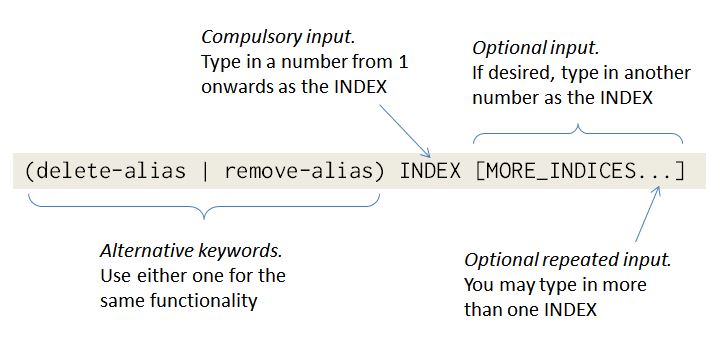 Compulsory input.
Type in a number from 1
onwards as the INDEX
Optional input.
If desired, type in another
number as the INDEX
(delete-alias | remove-alias) INDEX [MORE_INDICES...]
Alternative keywords.
Use either one for the
same functionality
Optional repeated input.
You may type in more
than one INDEX